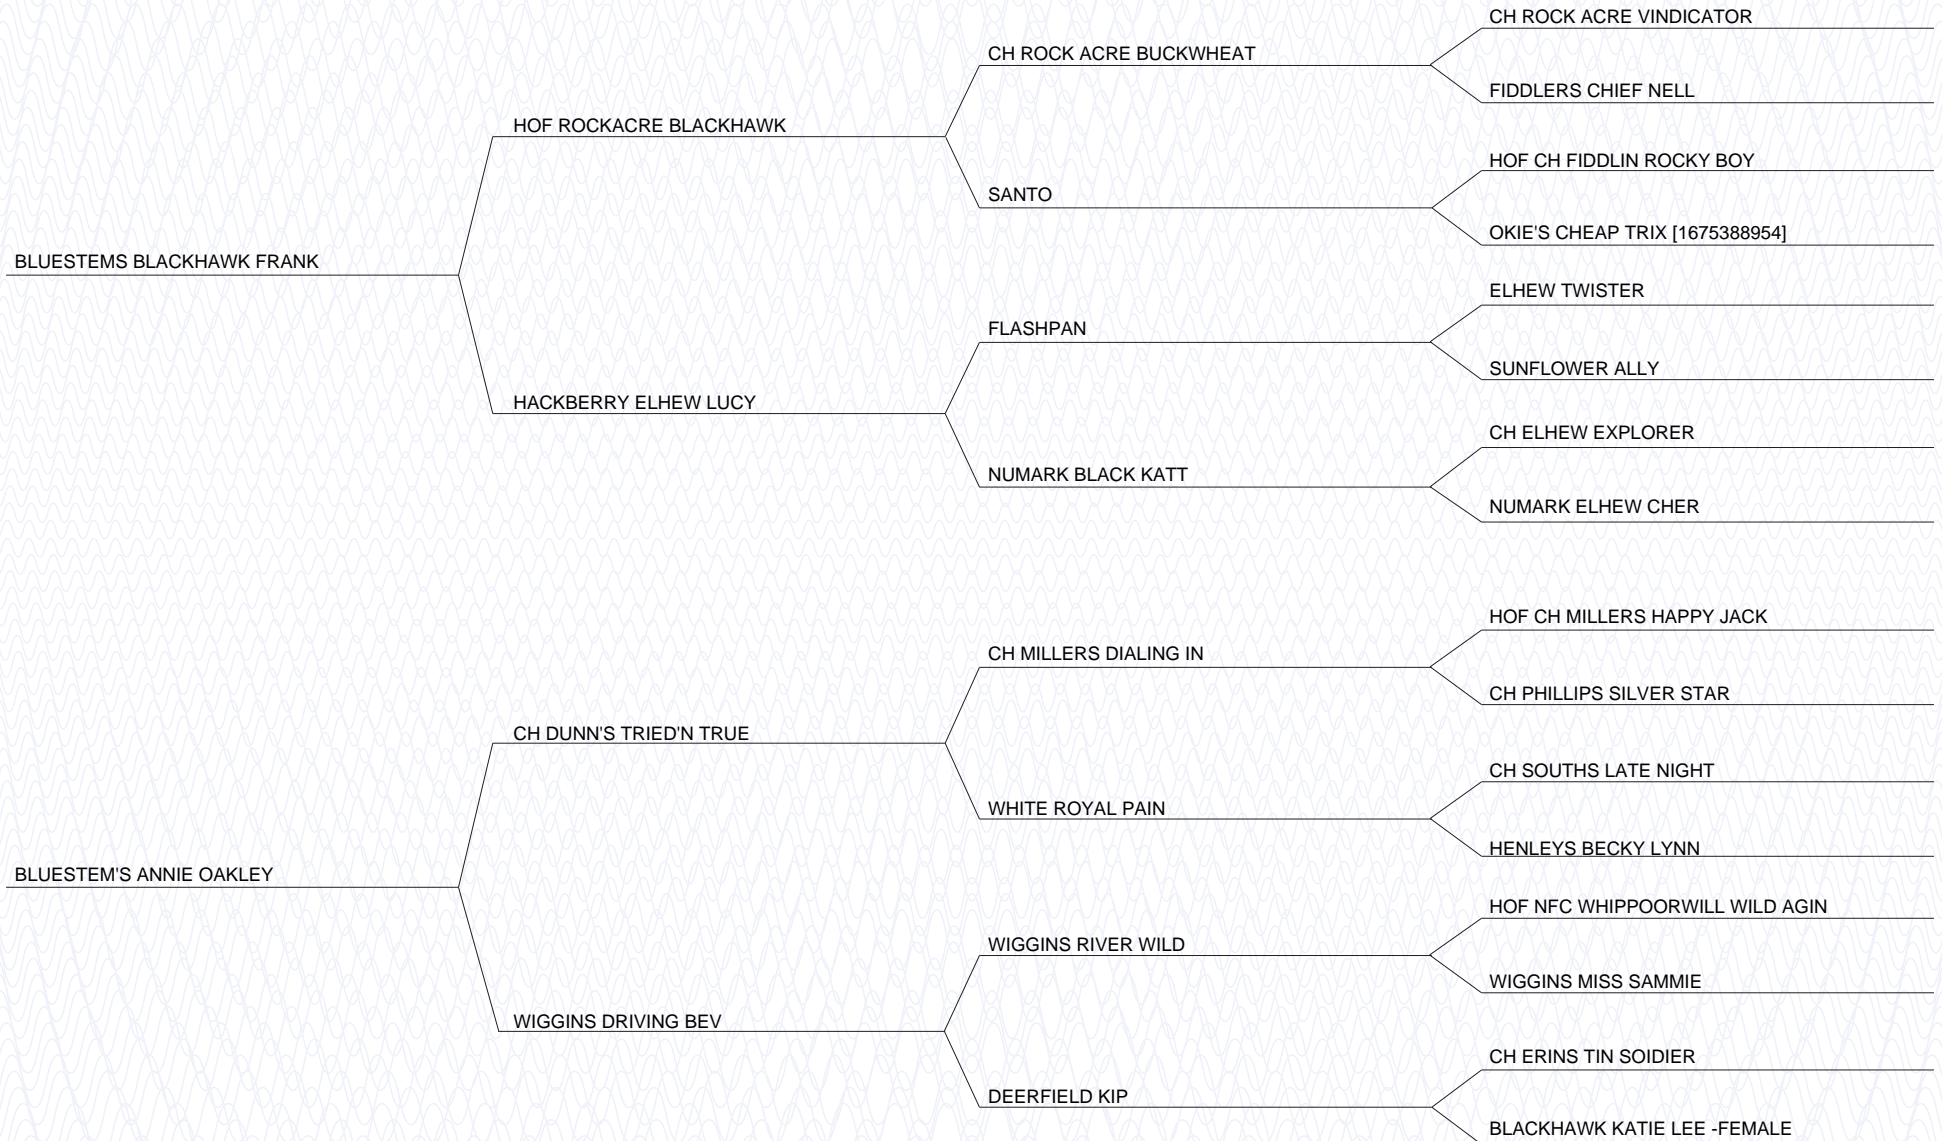 BLUESTEMS BLACKHAWK FRANK
HOF ROCKACRE BLACKHAWK
CH ROCK ACRE BUCKWHEAT
CH ROCK ACRE VINDICATOR
FIDDLERS CHIEF NELL
SANTO
HOF CH FIDDLIN ROCKY BOY
OKIE'S CHEAP TRIX [1675388954]
HACKBERRY ELHEW LUCY
FLASHPAN
ELHEW TWISTER
SUNFLOWER ALLY
NUMARK BLACK KATT
CH ELHEW EXPLORER
NUMARK ELHEW CHER
BLUESTEM'S ANNIE OAKLEY
CH DUNN'S TRIED'N TRUE
CH MILLERS DIALING IN
HOF CH MILLERS HAPPY JACK
CH PHILLIPS SILVER STAR
WHITE ROYAL PAIN
CH SOUTHS LATE NIGHT
HENLEYS BECKY LYNN
WIGGINS DRIVING BEV
WIGGINS RIVER WILD
HOF NFC WHIPPOORWILL WILD AGIN
WIGGINS MISS SAMMIE
DEERFIELD KIP
CH ERINS TIN SOIDIER
BLACKHAWK KATIE LEE -FEMALE